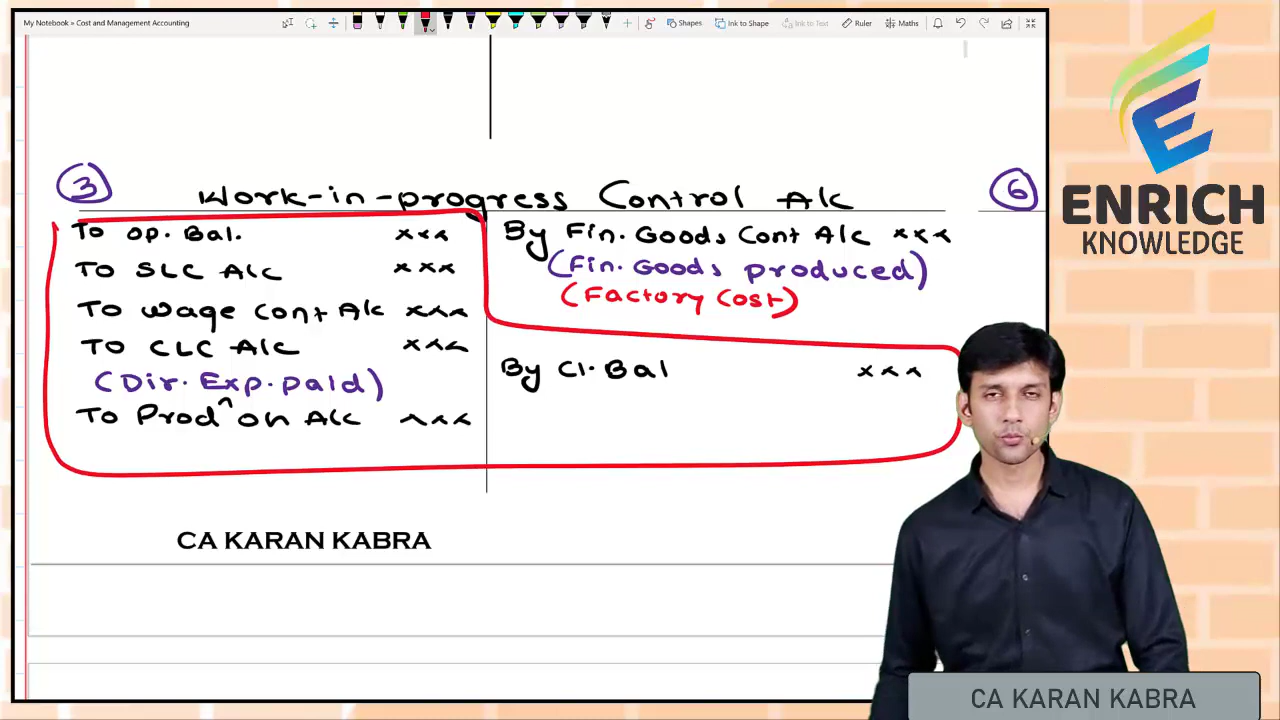 My Notebook » Cost and Management Accounting
Shapes
Ink to Shape
Ink to Text
Ruler
Maths
ENRICH
KNOWLEDGE
3
Work-in-progress Control A/c
6
To Op. Bal. xxx
To SLC A/c xxx
To Wage Cont A/c xxx
To CLC A/c xxx
(Dir. Exp. paid)
To Prodⁿ OH A/c xxx
By Fin. Goods Cont A/c xxx
(Fin. Goods produced)
(Factory Cost)
By Cl. Bal xxx
CA KARAN KABRA
CA KARAN KABRA